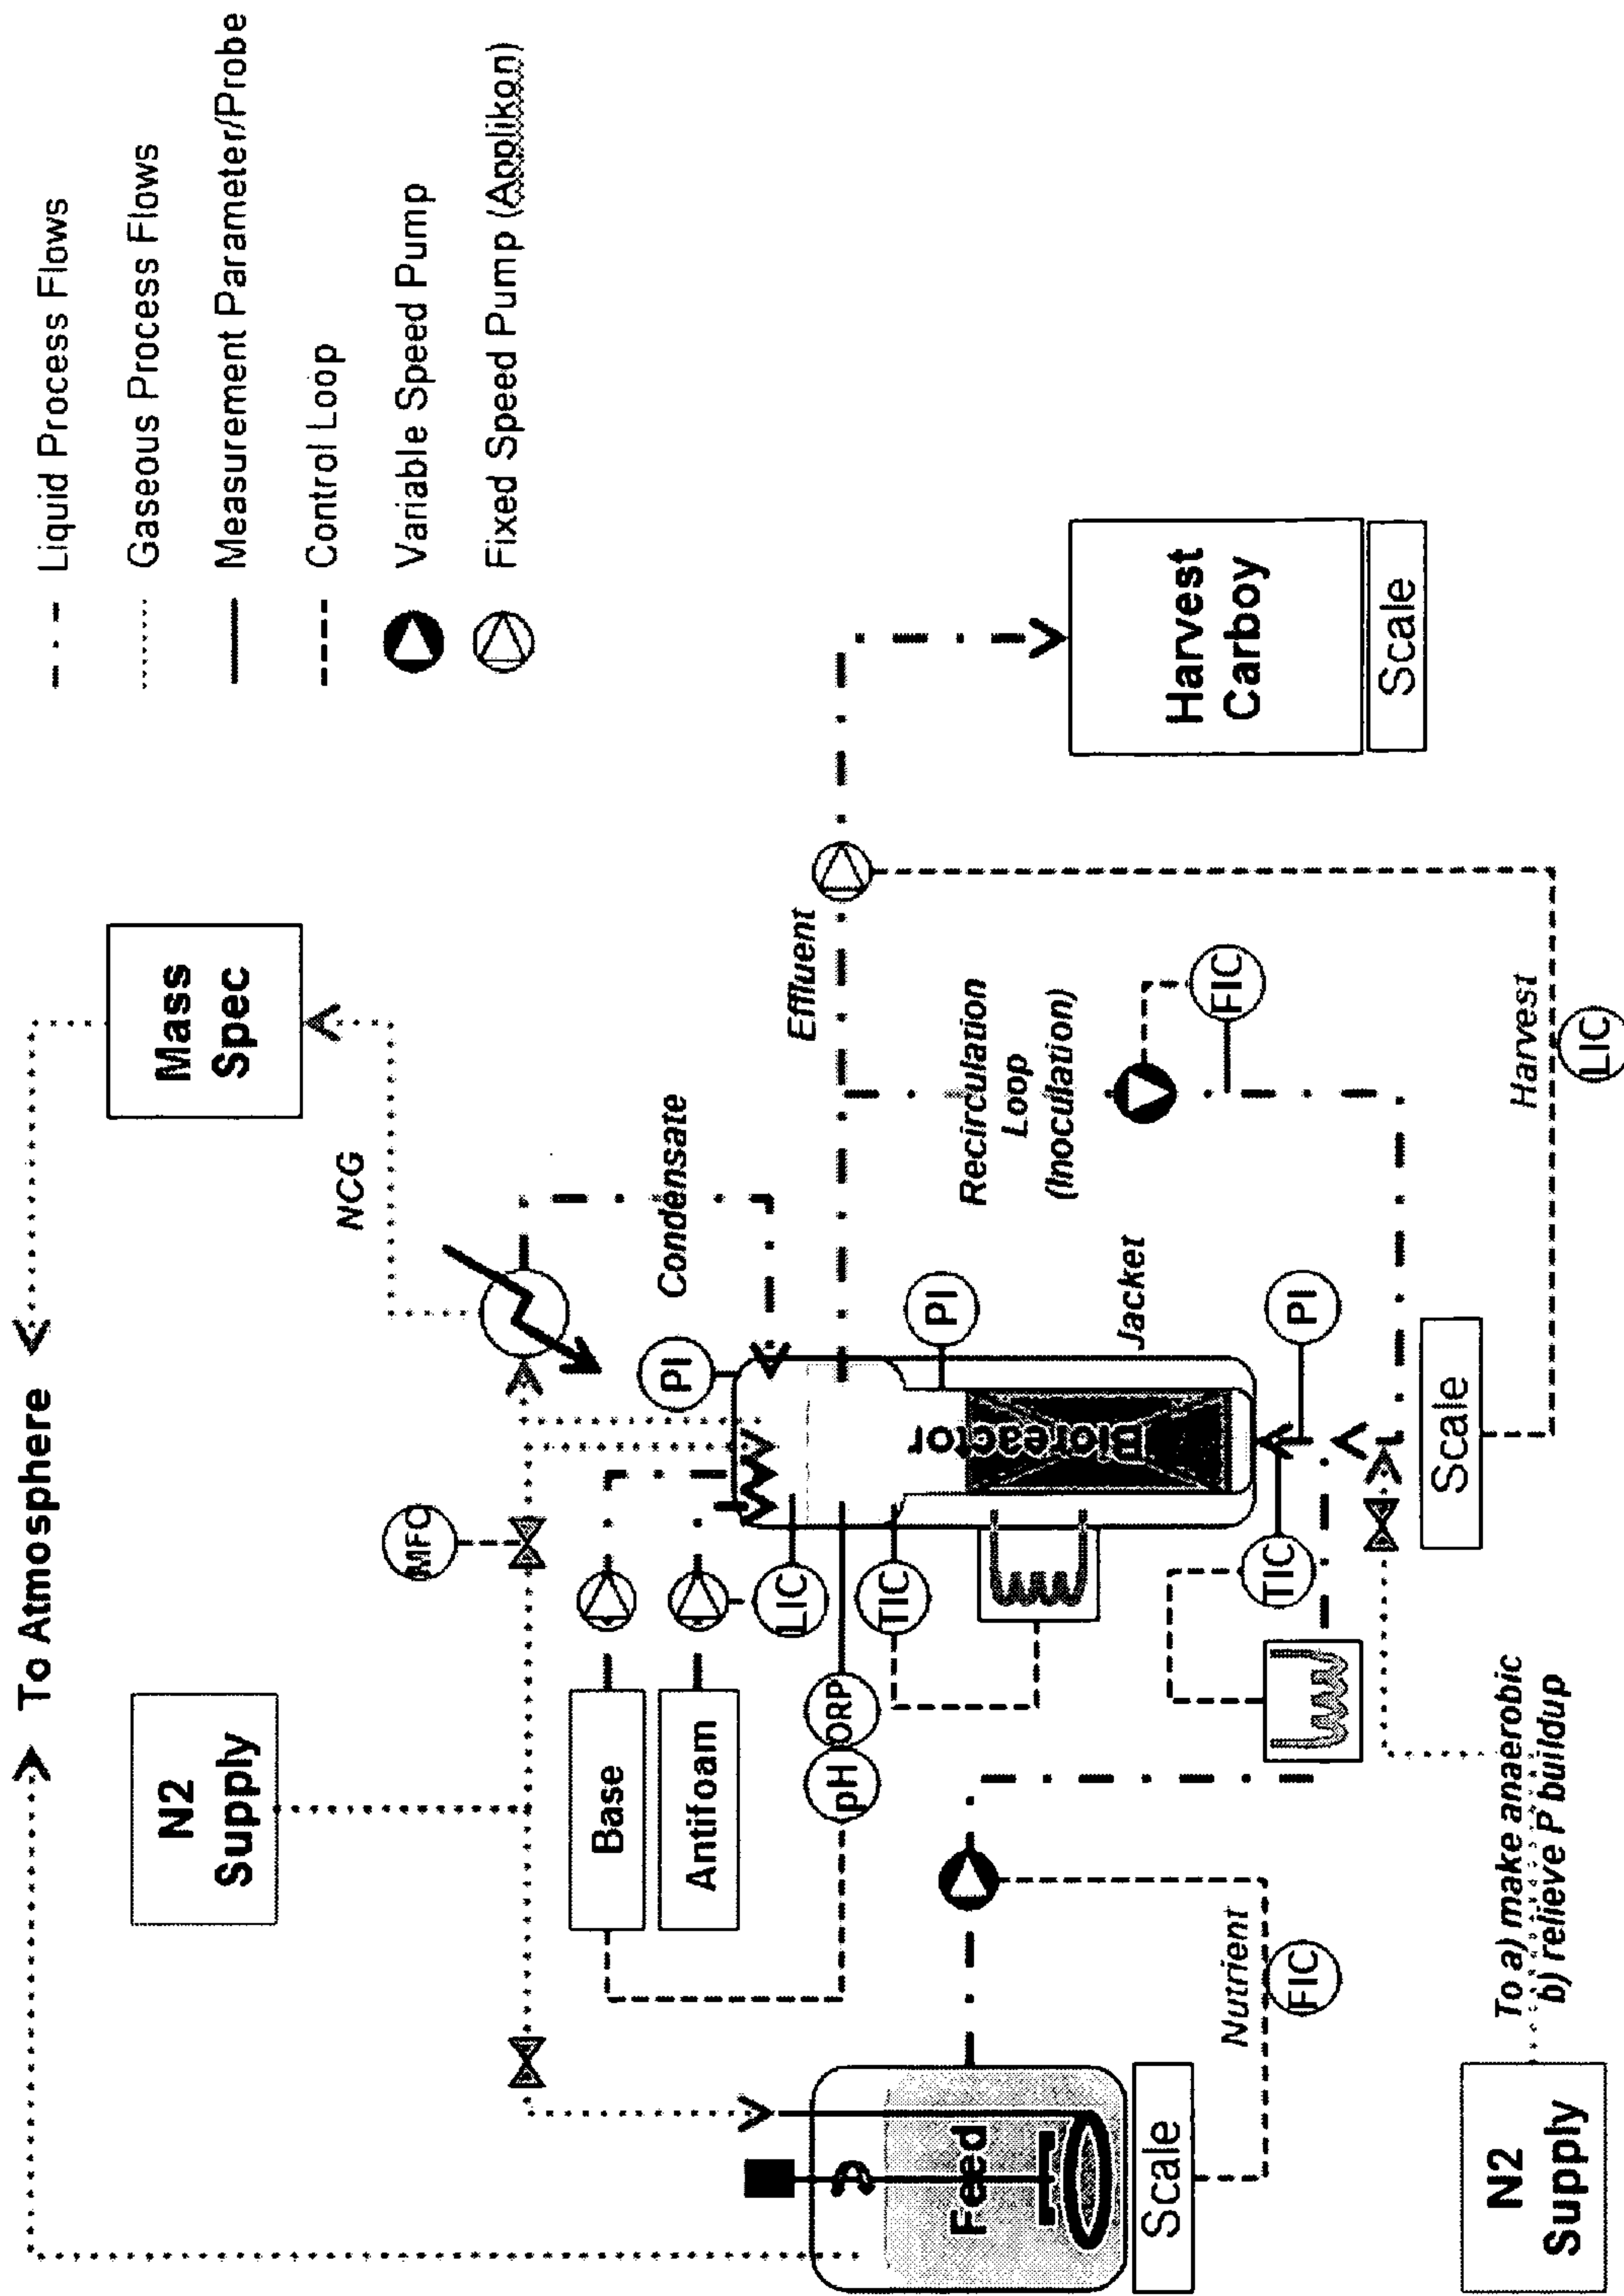 To Atmosphere
N2
Supply
Mass
Spec
NCG
MFC
Base
Antifoam
Condensate
PI
LIC
pH
ORP
TIC
PI
Bioreactor
Jacket
TIC
PI
Effluent
Recirculation
Loop
(Inoculation)
FIC
Harvest
Carboy
Scale
Feed
Scale
Nutrient
FIC
Scale
Harvest
LIC
N2
Supply
To a) make anaerobic
b) relieve P buildup
Liquid Process Flows
Gaseous Process Flows
Measurement Parameter/Probe
Control Loop
Variable Speed Pump
Fixed Speed Pump (Applikon)